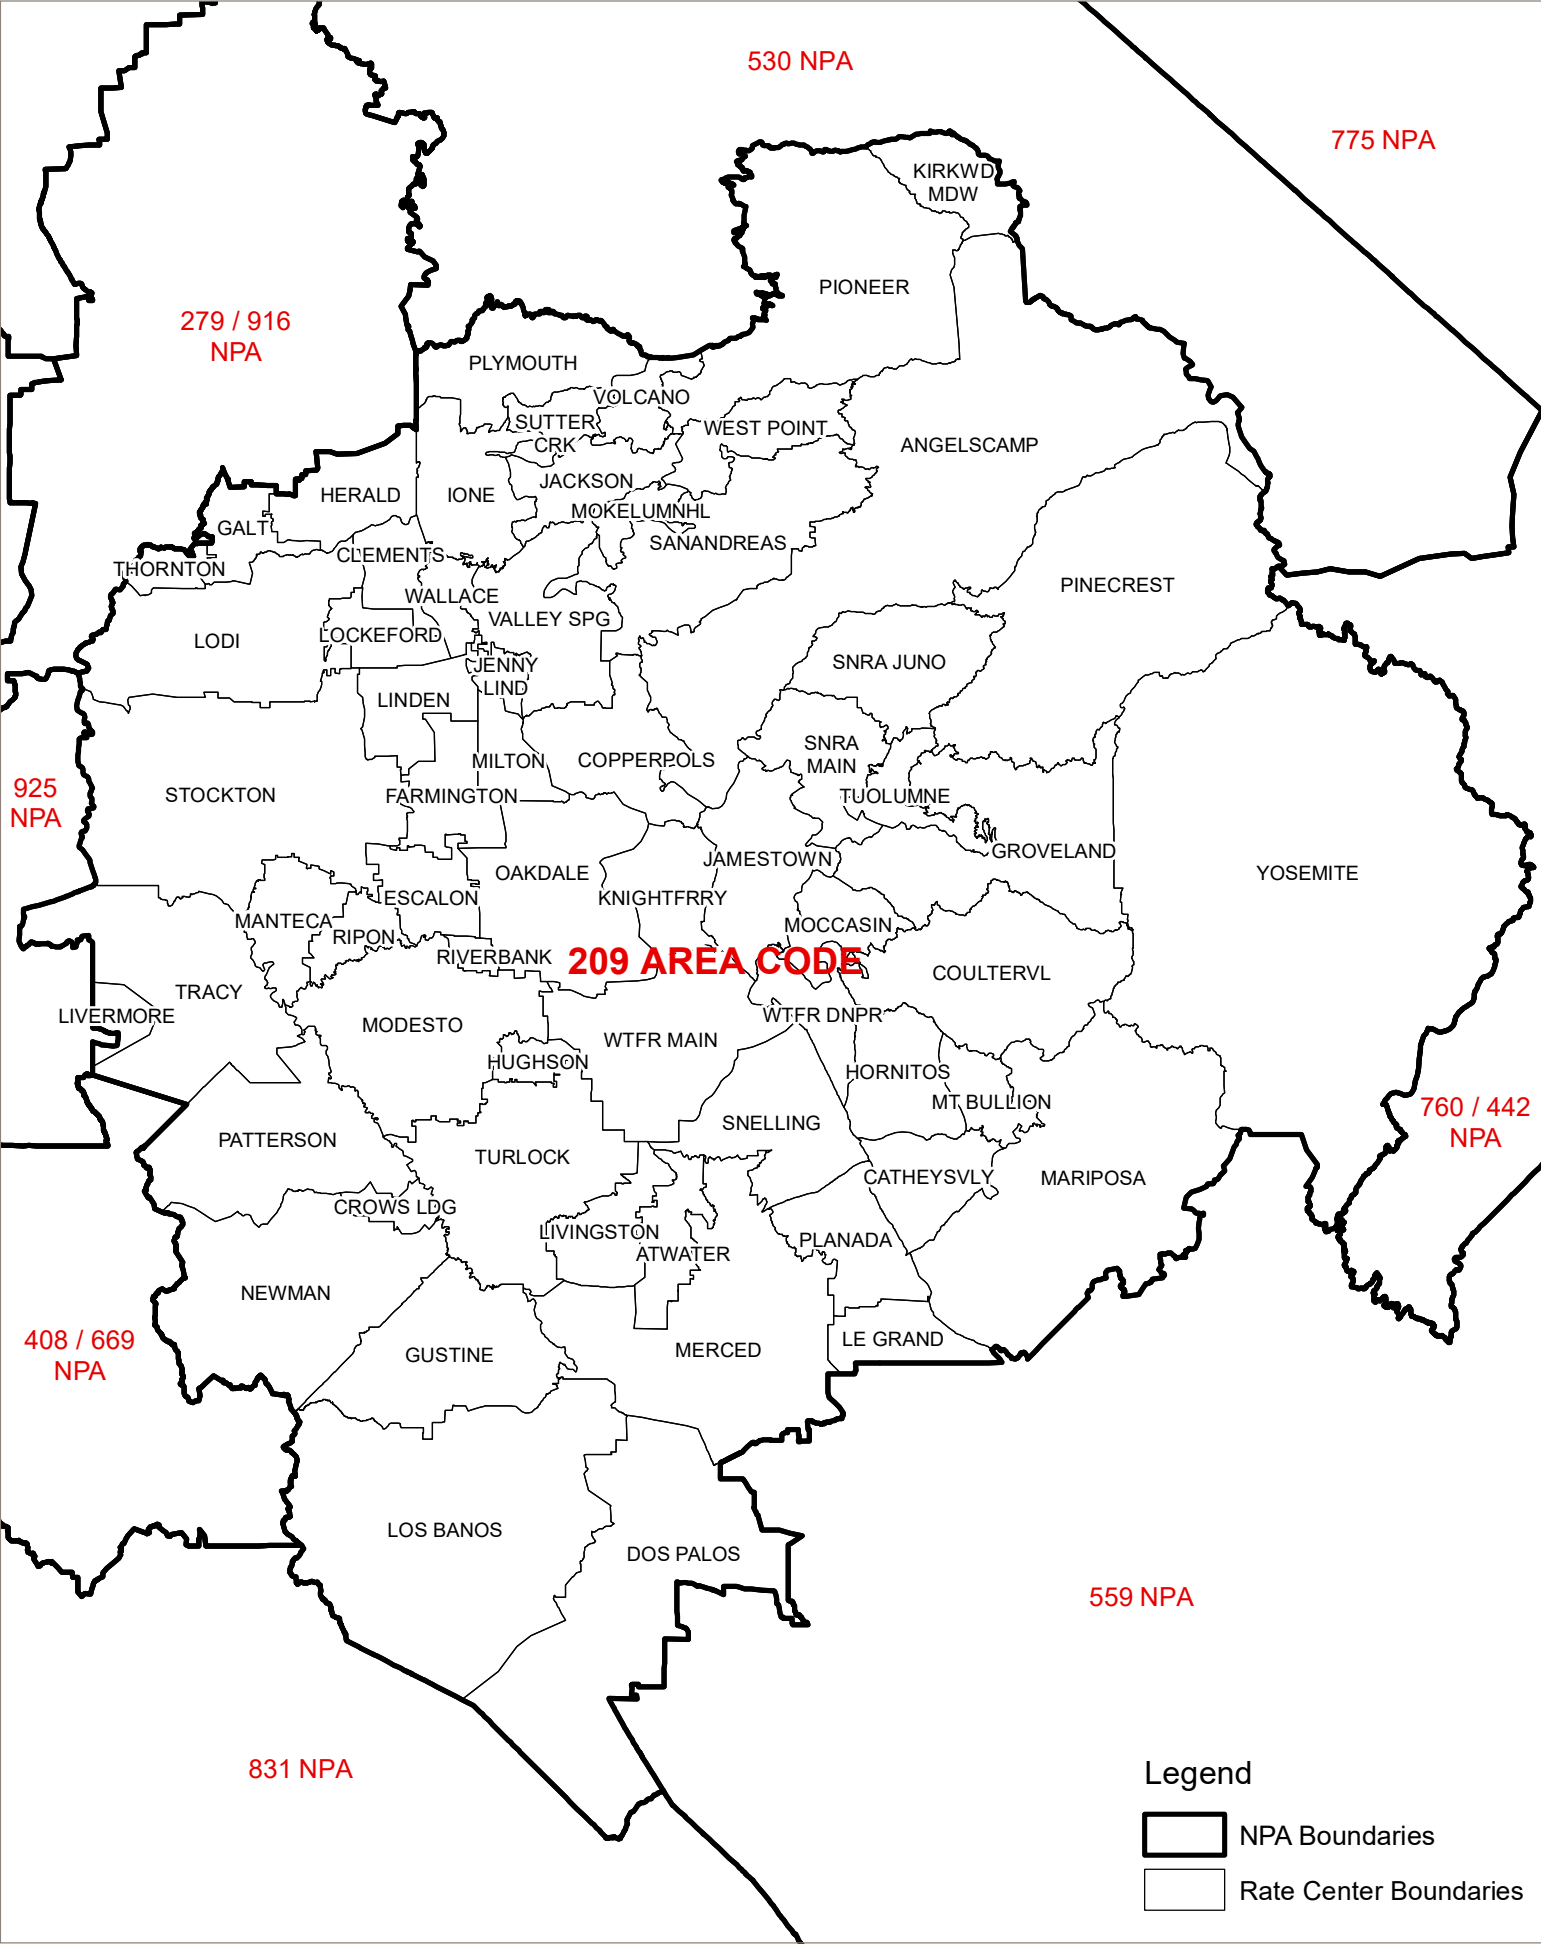 530 NPA
775 NPA
KIRKWD
MDW
PIONEER
279 / 916
NPA
PLYMOUTH
VOLCANO
SUTTER
CRK
WEST POINT
ANGELSCAMP
JACKSON
HERALD
IONE
MOKELUMNHL
GALT
SANANDREAS
CLEMENTS
THORNTON
PINECREST
WALLACE
VALLEY SPG
LODI
LOCKEFORD
JENNY
LIND
SNRA JUNO
LINDEN
SNRA
MAIN
MILTON
COPPERPOLS
925
NPA
STOCKTON
FARMINGTON
TUOLUMNE
GROVELAND
JAMESTOWN
OAKDALE
YOSEMITE
ESCALON
KNIGHTFRRY
MANTECA
RIPON
MOCCASIN
RIVERBANK
209 AREA CODE
COULTERVL
TRACY
LIVERMORE
MODESTO
WTFR DNPR
WTFR MAIN
HUGHSON
HORNITOS
MT BULLION
760 / 442
NPA
SNELLING
PATTERSON
TURLOCK
CATHEYSVLY
MARIPOSA
CROWS LDG
LIVINGSTON
ATWATER
PLANADA
NEWMAN
408 / 669
NPA
GUSTINE
MERCED
LE GRAND
LOS BANOS
DOS PALOS
559 NPA
831 NPA
Legend
NPA Boundaries
Rate Center Boundaries